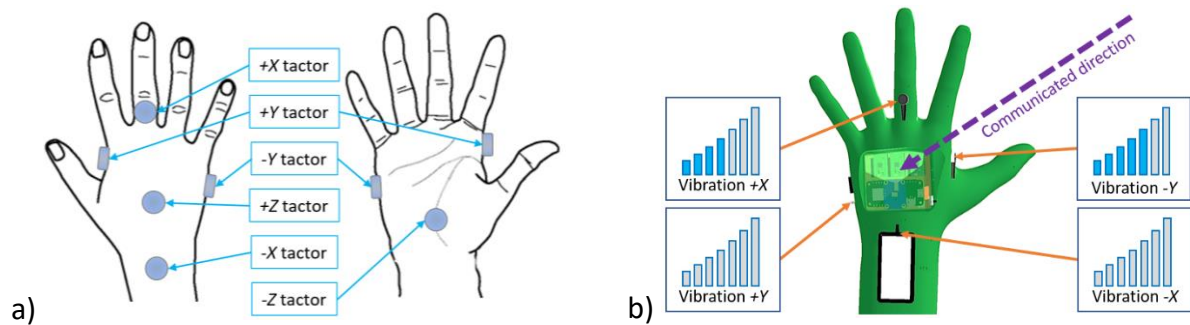 +X tactor
+Y tactor
-Y tactor
+Z tactor
-X tactor
-Z tactor
a)
Communicated direction
Vibration +X
Vibration -Y
Vibration +Y
Vibration -X
b)